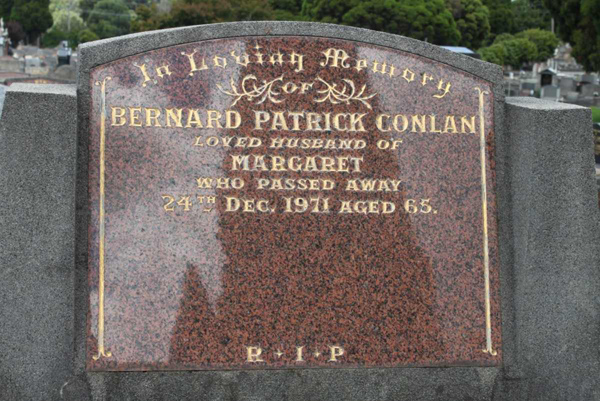 In Loving Memory
OF
BERNARD PATRICK CONLAN
LOVED HUSBAND OF
MARGARET
WHO PASSED AWAY
24TH DEC. 1971 AGED 65.
R · I · P